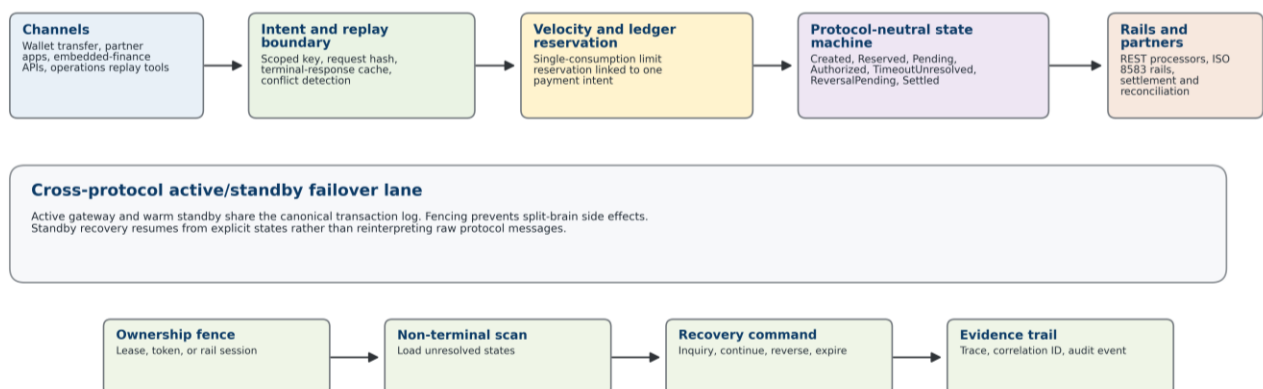 Channels
Wallet transfer, partner
apps, embedded-finance
APIs, operations replay tools
Intent and replay
boundary
Scoped key, request hash,
terminal-response cache,
conflict detection
Velocity and ledger
reservation
Single-consumption limit
reservation linked to one
payment intent
Protocol-neutral state
machine
Created, Reserved, Pending,
Authorized, TimeoutUnresolved,
ReversalPending, Settled
Rails and
partners
REST processors, ISO
8583 rails,
settlement and
reconciliation
Cross-protocol active/standby failover lane
Active gateway and warm standby share the canonical transaction log. Fencing prevents split-brain side effects.
Standby recovery resumes from explicit states rather than reinterpreting raw protocol messages.
Ownership fence
Lease, token, or rail session
Non-terminal scan
Load unresolved states
Recovery command
Inquiry, continue, reverse, expire
Evidence trail
Trace, correlation ID, audit event